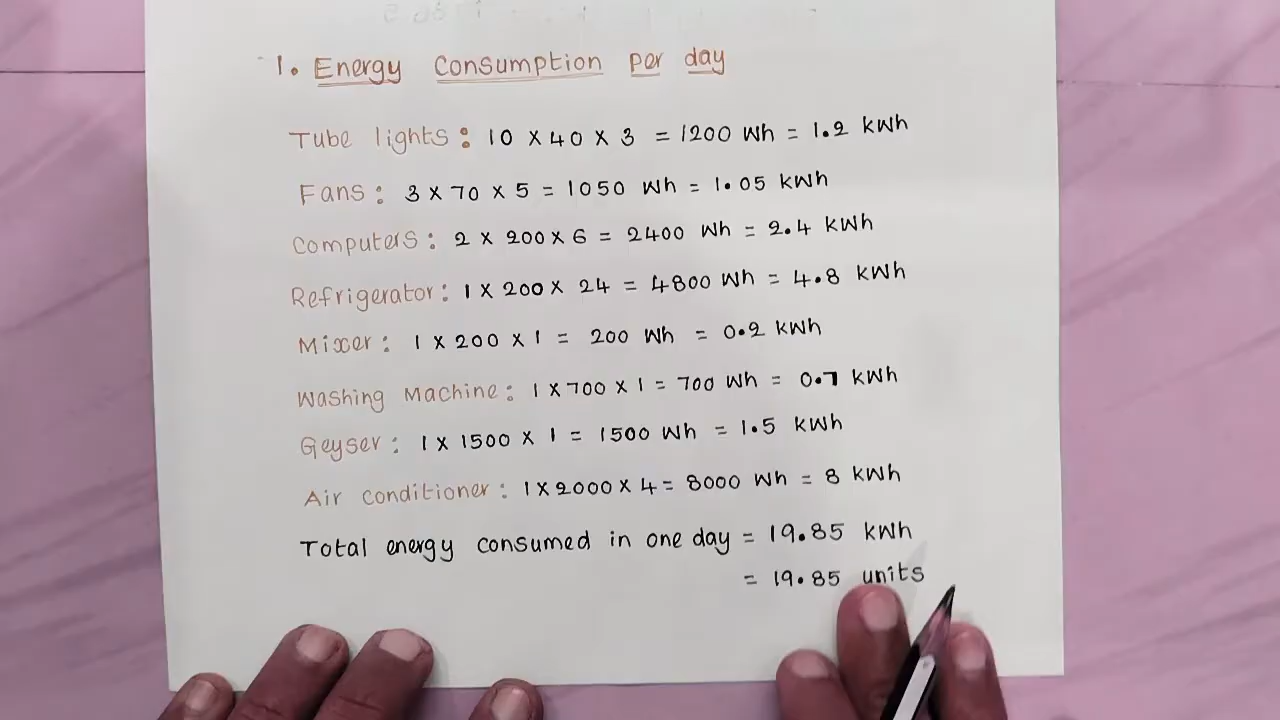 1. Energy Consumption per day
Tube lights : 10 x 40 x 3 = 1200 Wh = 1.2 kWh
Fans : 3 x 70 x 5 = 1050 Wh = 1.05 kWh
Computers : 2 x 200 x 6 = 2400 Wh = 2.4 kWh
Refrigerator : 1 x 200 x 24 = 4800 Wh = 4.8 kWh
Mixer : 1 x 200 x 1 = 200 Wh = 0.2 kWh
Washing Machine : 1 x 700 x 1 = 700 Wh = 0.7 kWh
Geyser : 1 x 1500 x 1 = 1500 Wh = 1.5 kWh
Air Conditioner : 1 x 2000 x 4 = 8000 Wh = 8 kWh
Total energy consumed in one day = 19.85 kWh
= 19.85 units